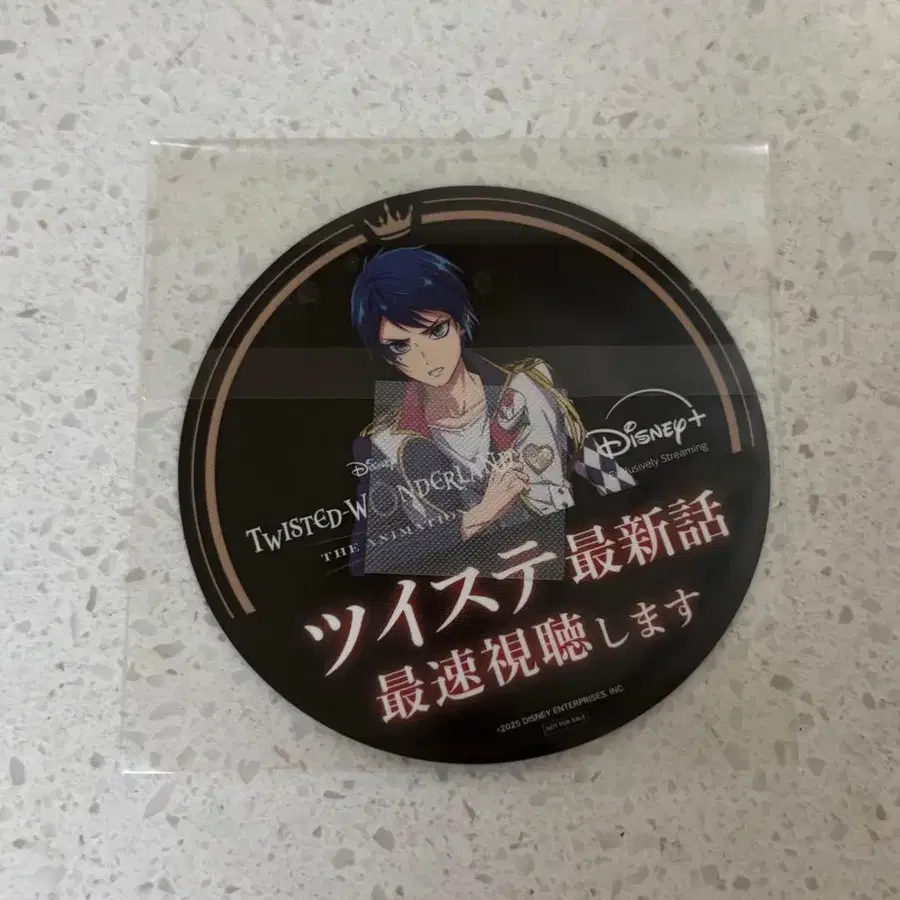 Disney
TWISTED-WONDERLAND
THE ANIMATION
Disney+
Exclusively Streaming
ツイステ最新話
最速視聴します
©2025 DISNEY ENTERPRISES, INC.
NOT FOR SALE